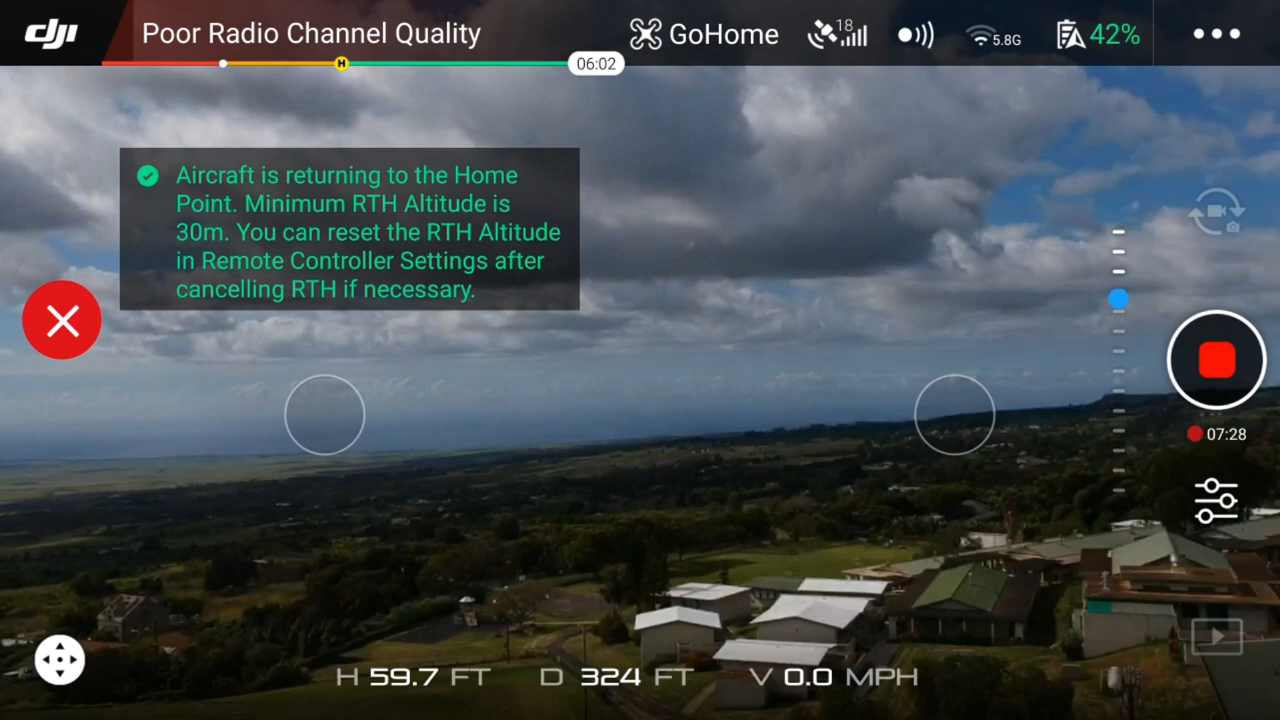 dji
Poor Radio Channel Quality
GoHome
18
5.8G
42%
H
06:02
Aircraft is returning to the Home
Point. Minimum RTH Altitude is
30m. You can reset the RTH Altitude
in Remote Controller Settings after
cancelling RTH if necessary.
07:28
H 59.7 FT D 324 FT V 0.0 MPH